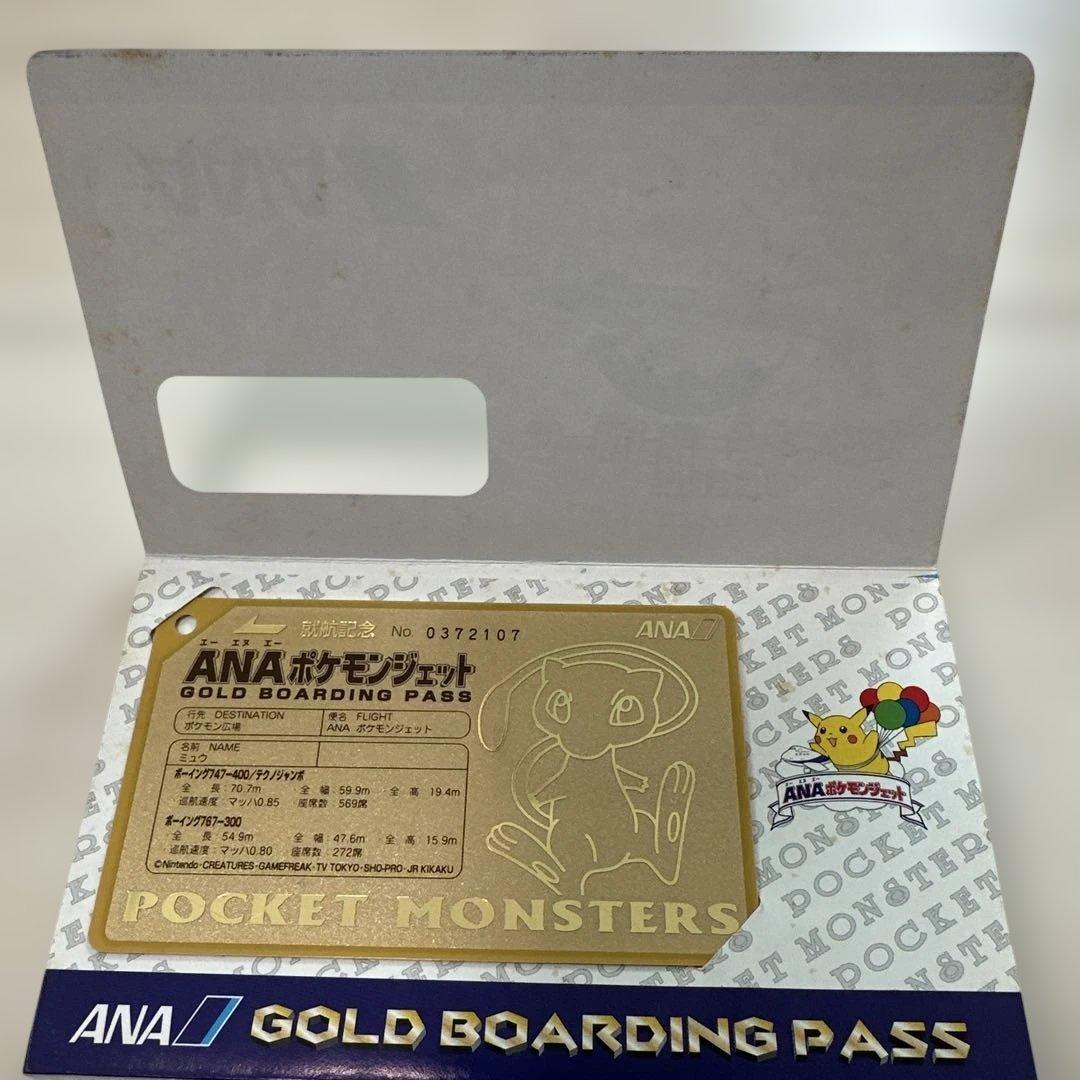 就航記念 No. 0372107 ANA
エー エヌ エー
ANAポケモンジェット
GOLD BOARDING PASS
行先 DESTINATION
ポケモン広場
便名 FLIGHT
ANA ポケモンジェット
名前 NAME
ミュウ
ボーイング747-400/テクノジャンボ
全 長 70.7m 全 幅 59.9m 全 高 19.4m
巡航速度:マッハ0.85 座席数 569席
ボーイング767-300
全 長 54.9m 全 幅 47.6m 全 高 15.9m
巡航速度:マッハ0.80 座席数 272席
©Nintendo・CREATURES・GAMEFREAK・TV TOKYO・SHO-PRO・JR KIKAKU
POCKET MONSTERS
エー エヌ エー
ANAポケモンジェット
POCKET MONSTERS
ANA GOLD BOARDING PASS